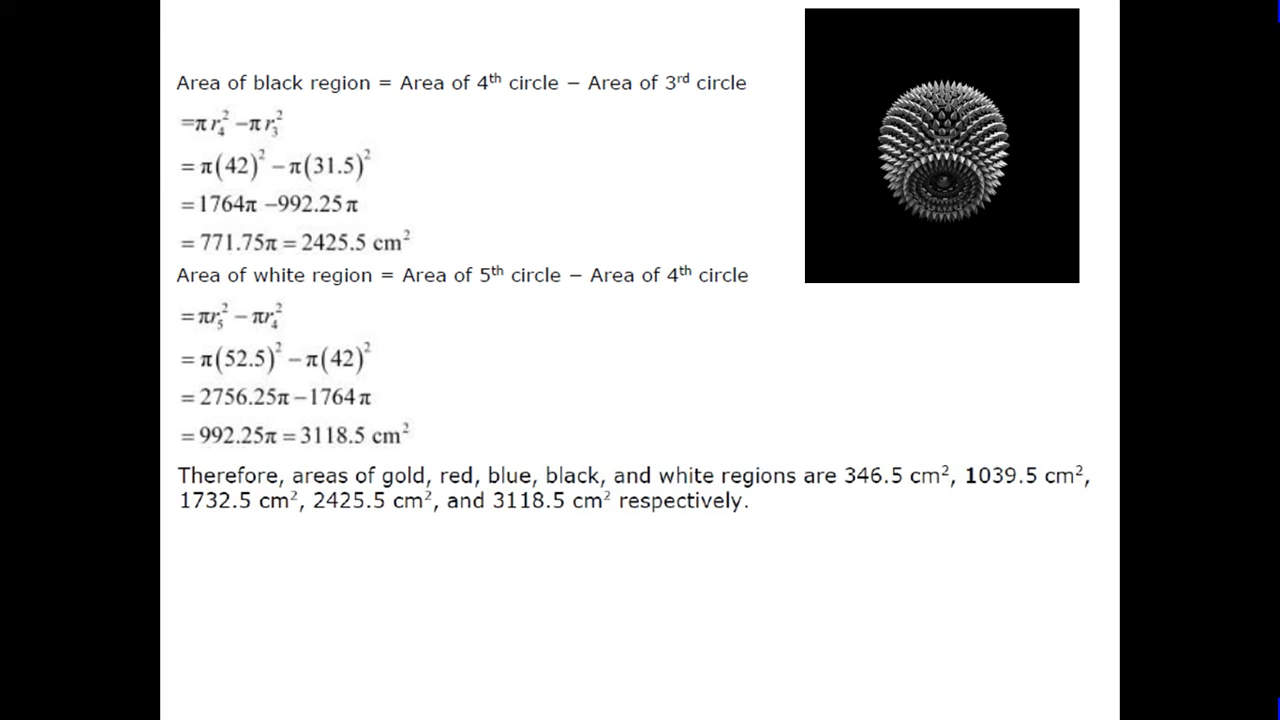 Area of black region = Area of 4th circle − Area of 3rd circle
=π r₄² −π r₃²
= π(42)² − π(31.5)²
= 1764π −992.25 π
= 771.75π = 2425.5 cm²
Area of white region = Area of 5th circle − Area of 4th circle
= πr₅² − πr₄²
= π(52.5)² − π(42)²
= 2756.25π − 1764 π
= 992.25π = 3118.5 cm²
Therefore, areas of gold, red, blue, black, and white regions are 346.5 cm², 1039.5 cm²,
1732.5 cm², 2425.5 cm², and 3118.5 cm² respectively.